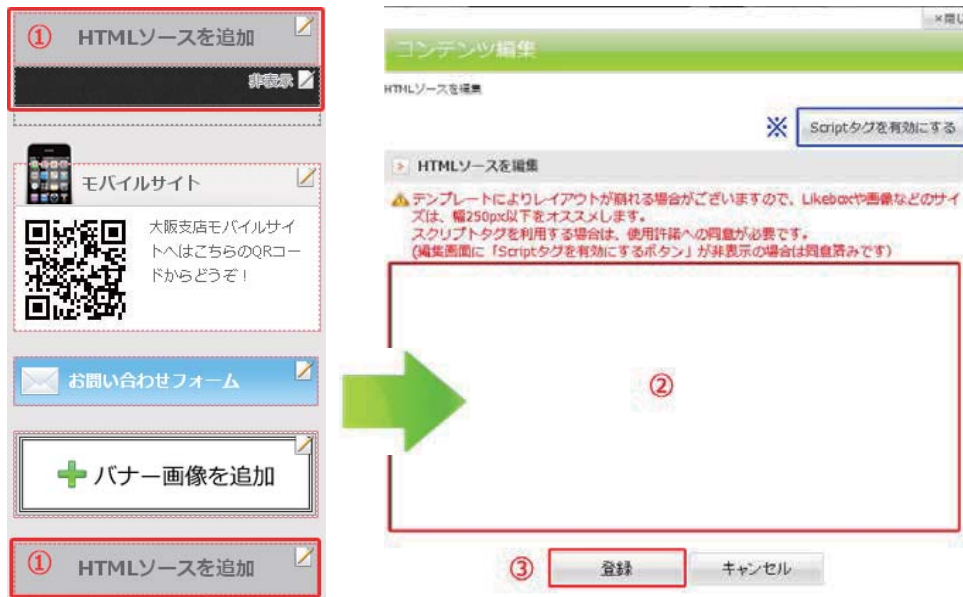 ① HTMLソースを追加
非表示
モバイルサイト
大阪支店モバイルサイ
トへはこちらのQRコー
ドからどうぞ！
お問い合わせフォーム
バナー画像を追加
① HTMLソースを追加
×閉じ
コンテンツ編集
HTMLソースを編集
※ Scriptタグを有効にする
HTMLソースを編集
テンプレートによりレイアウトが崩れる場合がございますので、Likeboxや画像などのサイ
ズは、幅250px以下をオススメします。
スクリプトタグを利用する場合は、使用許諾への同意が必要です。
(編集画面に「Scriptタグを有効にするボタン」が非表示の場合は同意済みです)
②
③ 登録 キャンセル